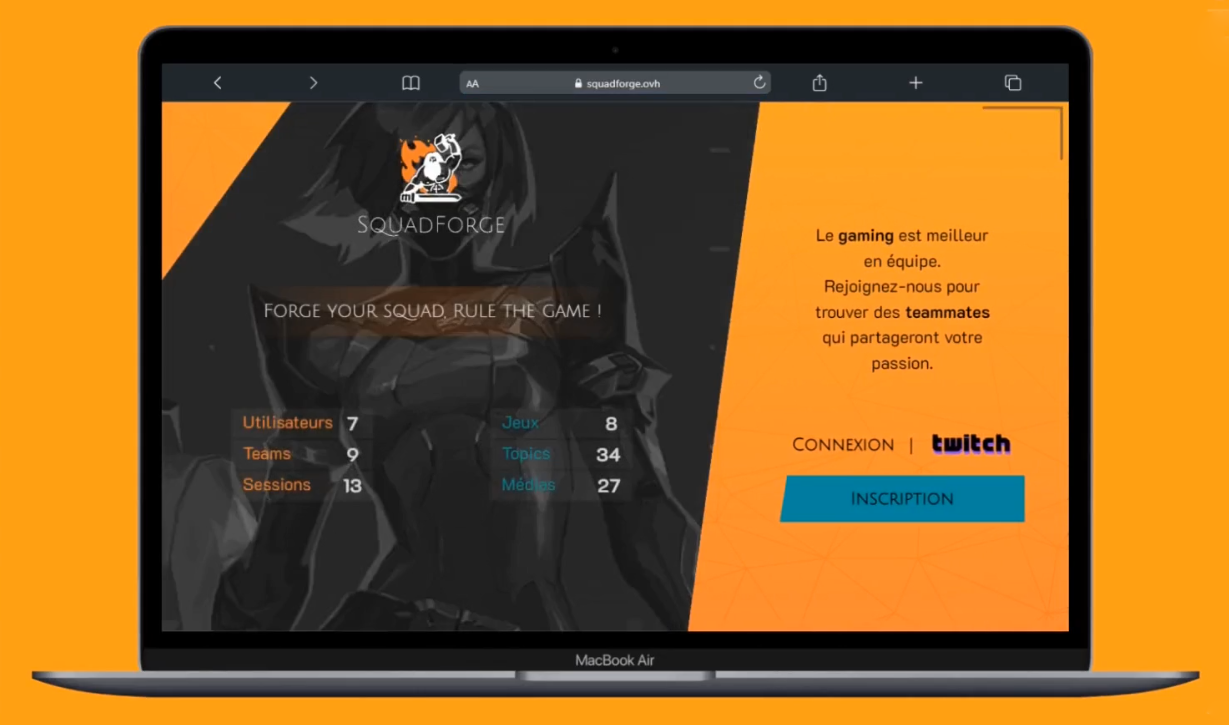 AA
squadforge.ovh
SquadForge
Forge your squad, Rule the game !
Utilisateurs 7
Teams 9
Sessions 13
Jeux 8
Topics 34
Médias 27
Le gaming est meilleur
en équipe.
Rejoignez-nous pour
trouver des teammates
qui partageront votre
passion.
Connexion | twitch
Inscription
MacBook Air